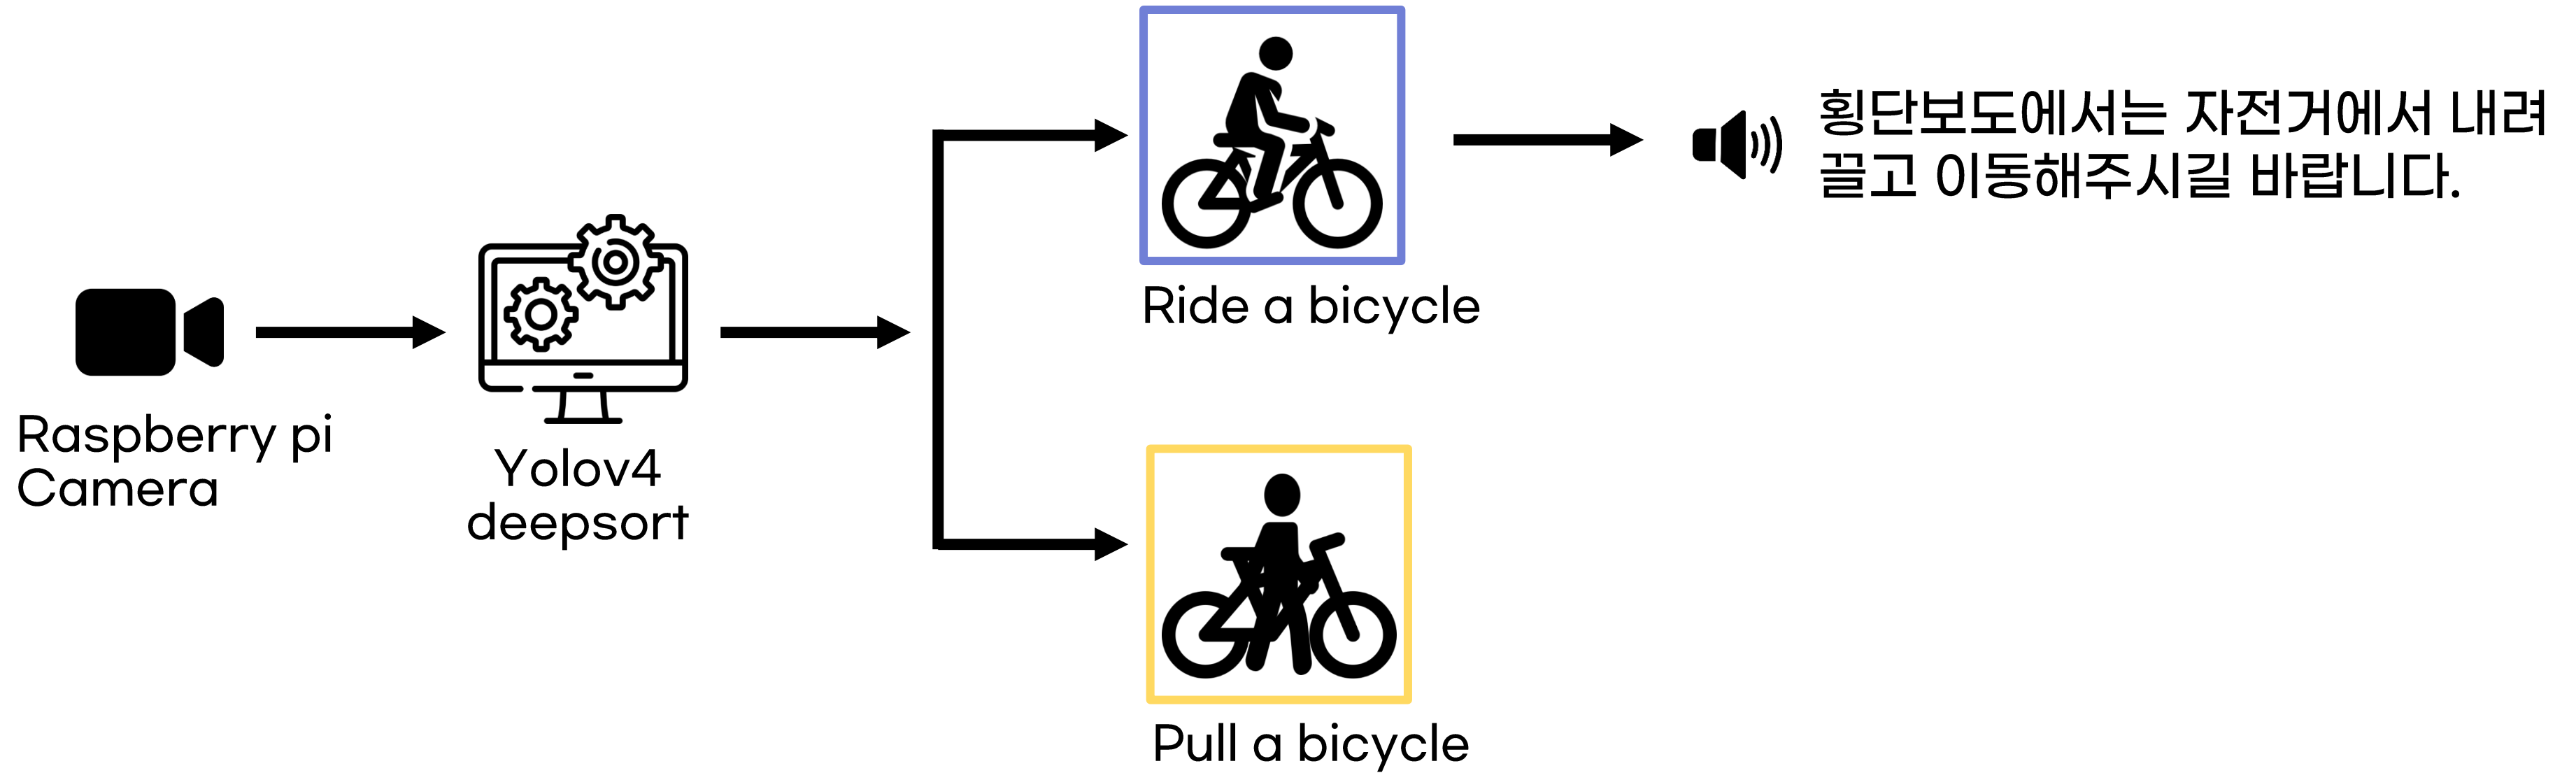 Raspberry pi
Camera
Yolov4
deepsort
Ride a bicycle
Pull a bicycle
횡단보도에서는 자전거에서 내려
끌고 이동해주시길 바랍니다.